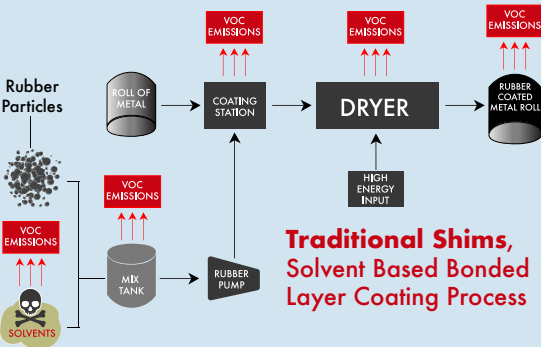 VOC
EMISSIONS
VOC
EMISSIONS
VOC
EMISSIONS
Rubber
Particles
ROLL OF
METAL
COATING
STATION
DRYER
RUBBER
COATED
METAL ROLL
VOC
EMISSIONS
HIGH
ENERGY
INPUT
VOC
EMISSIONS
MIX
TANK
RUBBER
PUMP
SOLVENTS
Traditional Shims,
Solvent Based Bonded
Layer Coating Process